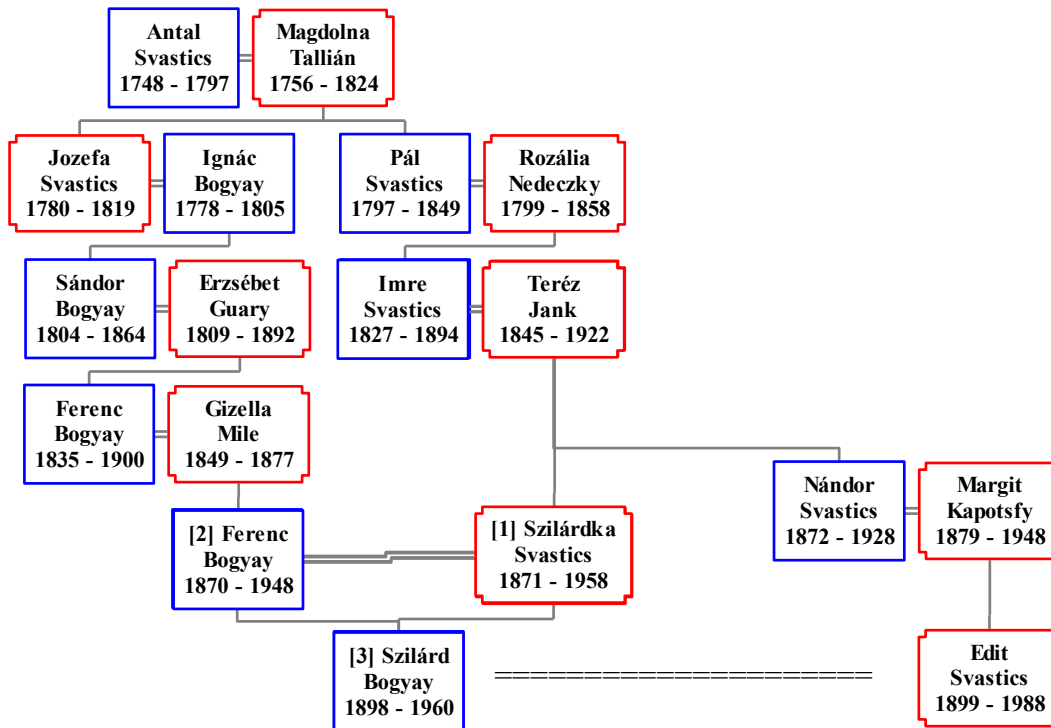 Antal
Svastics
1748 - 1797
Magdolna
Tallián
1756 - 1824
Jozefa
Svastics
1780 - 1819
Ignác
Bogyay
1778 - 1805
Pál
Svastics
1797 - 1849
Rozália
Nedeczky
1799 - 1858
Sándor
Bogyay
1804 - 1864
Erzsébet
Guary
1809 - 1892
Imre
Svastics
1827 - 1894
Teréz
Jank
1845 - 1922
Ferenc
Bogyay
1835 - 1900
Gizella
Mile
1849 - 1877
Nándor
Svastics
1872 - 1928
Margit
Kapotsfy
1879 - 1948
[2] Ferenc
Bogyay
1870 - 1948
[1] Szilárdka
Svastics
1871 - 1958
[3] Szilárd
Bogyay
1898 - 1960
Edit
Svastics
1899 - 1988